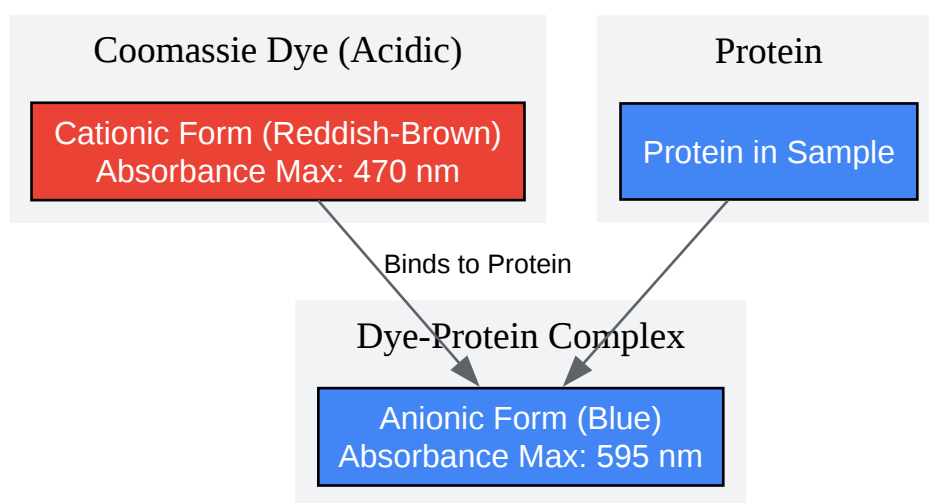 Coomassie Dye (Acidic)
Protein
Cationic Form (Reddish-Brown)
Absorbance Max: 470 nm
Protein in Sample
Binds to Protein
Dye-Protein Complex
Anionic Form (Blue)
Absorbance Max: 595 nm